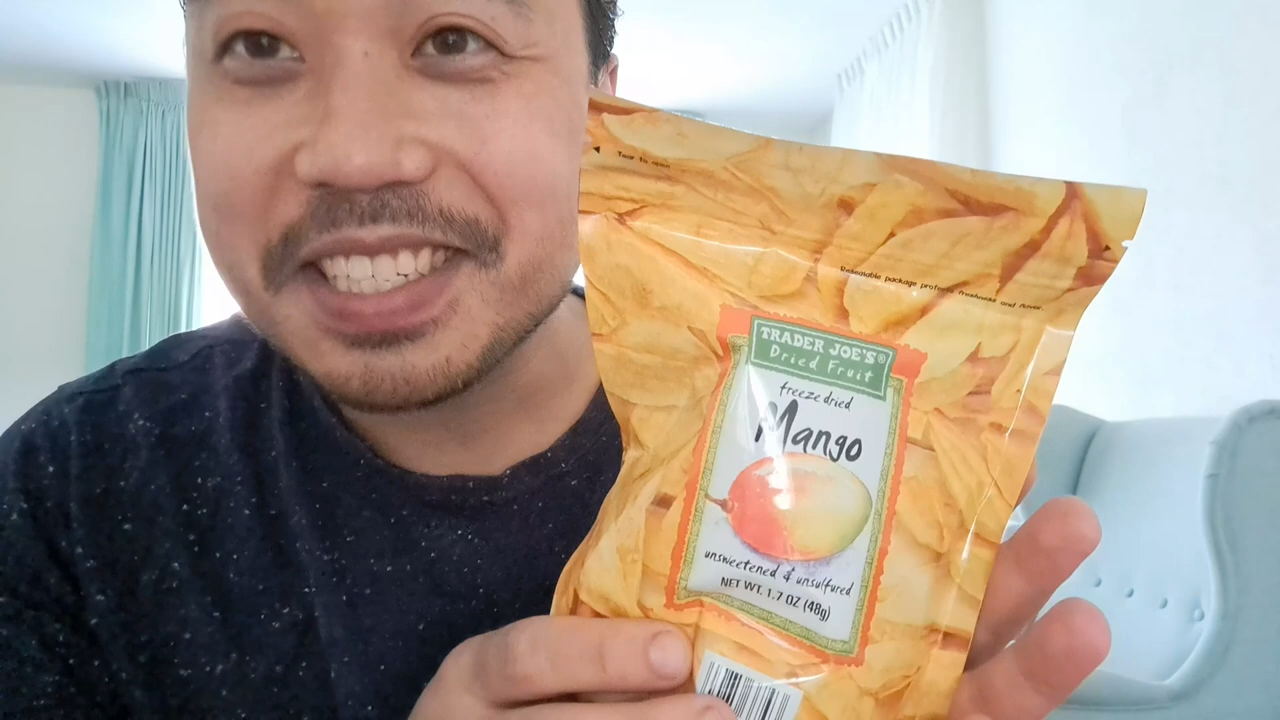 Tear to open
Resealable package protects freshness and flavor.
TRADER JOE'S®
Dried Fruit
freeze dried
Mango
unsweetened & unsulfured
NET WT. 1.7 OZ (48g)